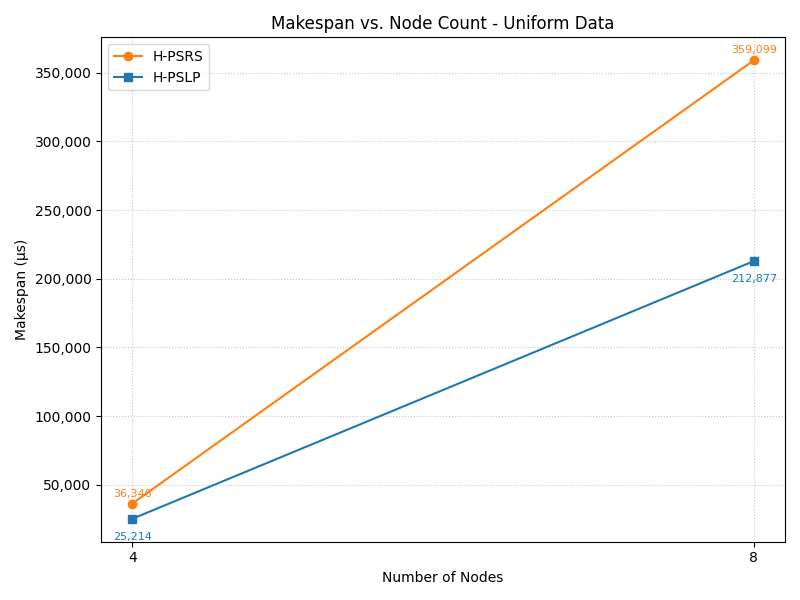 Makespan vs. Node Count - Uniform Data
H-PSRS
H-PSLP
359,099
350,000
300,000
250,000
212,877
200,000
150,000
100,000
50,000
36,346
25,214
4
8
Makespan (µs)
Number of Nodes